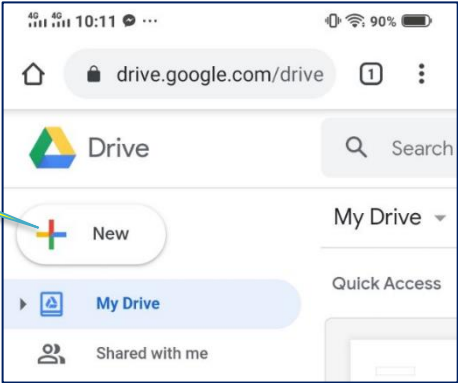 4G 4G 10:11 ... 90%
drive.google.com/drive 1
Drive
Search
New
My Drive
Quick Access
My Drive
Shared with me